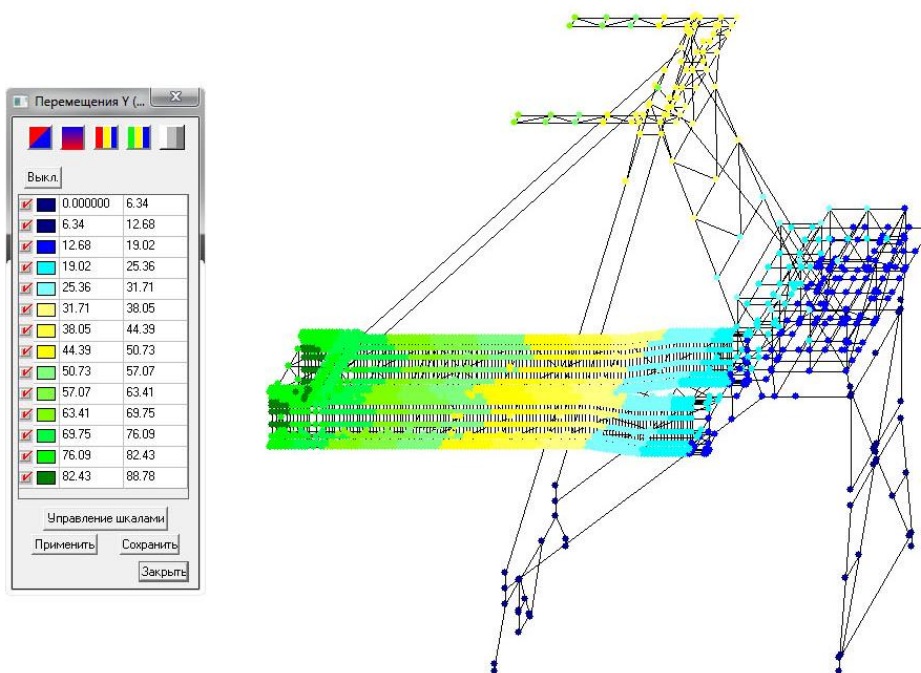 Перемещения Y (...
Выкл.
0.000000 6.34
6.34 12.68
12.68 19.02
19.02 25.36
25.36 31.71
31.71 38.05
38.05 44.39
44.39 50.73
50.73 57.07
57.07 63.41
63.41 69.75
69.75 76.09
76.09 82.43
82.43 88.78
Управление шкалами
Применить Сохранить
Закрыть